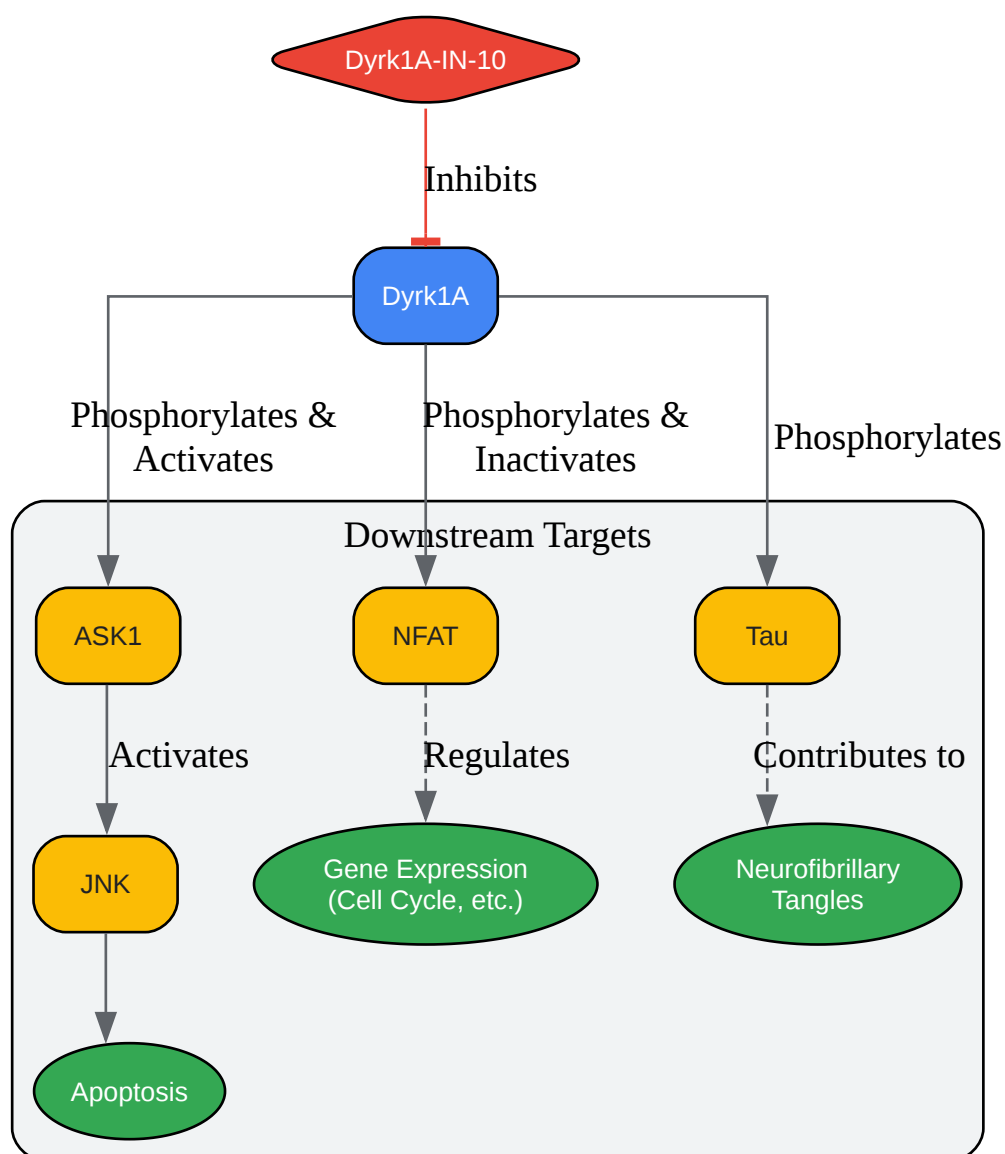 Dyrk1A-IN-10
Inhibits
Dyrk1A
Phosphorylates &
Activates
Phosphorylates &
Inactivates
Phosphorylates
Downstream Targets
ASK1
NFAT
Tau
Activates
Regulates
Contributes to
JNK
Gene Expression
(Cell Cycle, etc.)
Neurofibrillary
Tangles
Apoptosis